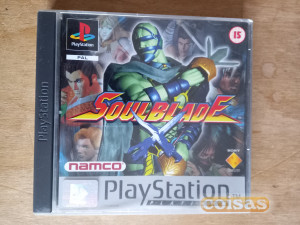 PlayStation
PAL
15
PlayStation
SOULBLADE
namco
PlayStation
PLATINUM
coisas